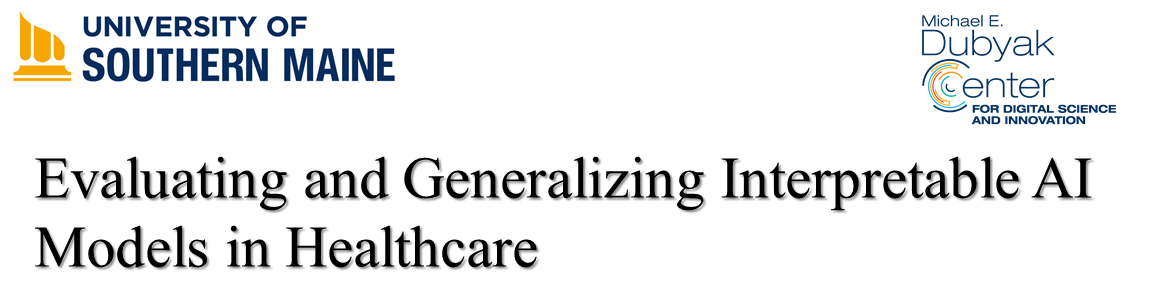 UNIVERSITY OF
SOUTHERN MAINE
Michael E.
Dubyak
Center
FOR DIGITAL SCIENCE
AND INNOVATION
Evaluating and Generalizing Interpretable AI
Models in Healthcare